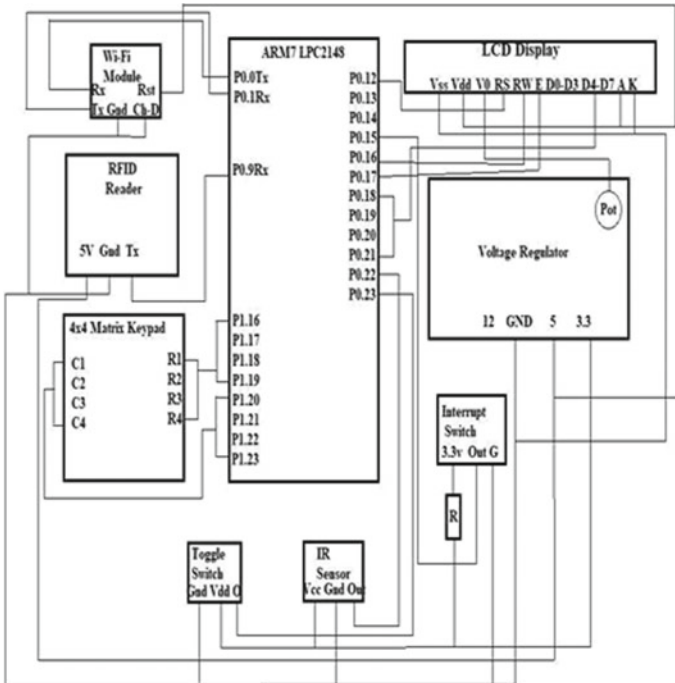 Wi-Fi
Module
Rx Rst
Tx Gnd Ch-D
RFID
Reader
5V Gnd Tx
4x4 Matrix Keypad
C1 R1
C2 R2
C3 R3
C4 R4
ARM7 LPC2148
P0.0Tx
P0.1Rx
P0.9Rx
P1.16
P1.17
P1.18
P1.19
P1.20
P1.21
P1.22
P1.23
P0.12
P0.13
P0.14
P0.15
P0.16
P0.17
P0.18
P0.19
P0.20
P0.21
P0.22
P0.23
LCD Display
Vss Vdd V0 RS RW E D0-D3 D4-D7 A K
Pot
Voltage Regulator
12 GND 5 3.3
Interrupt
Switch
3.3v Out G
R
Toggle
Switch
Gnd Vdd O
IR
Sensor
Vcc Gnd Out